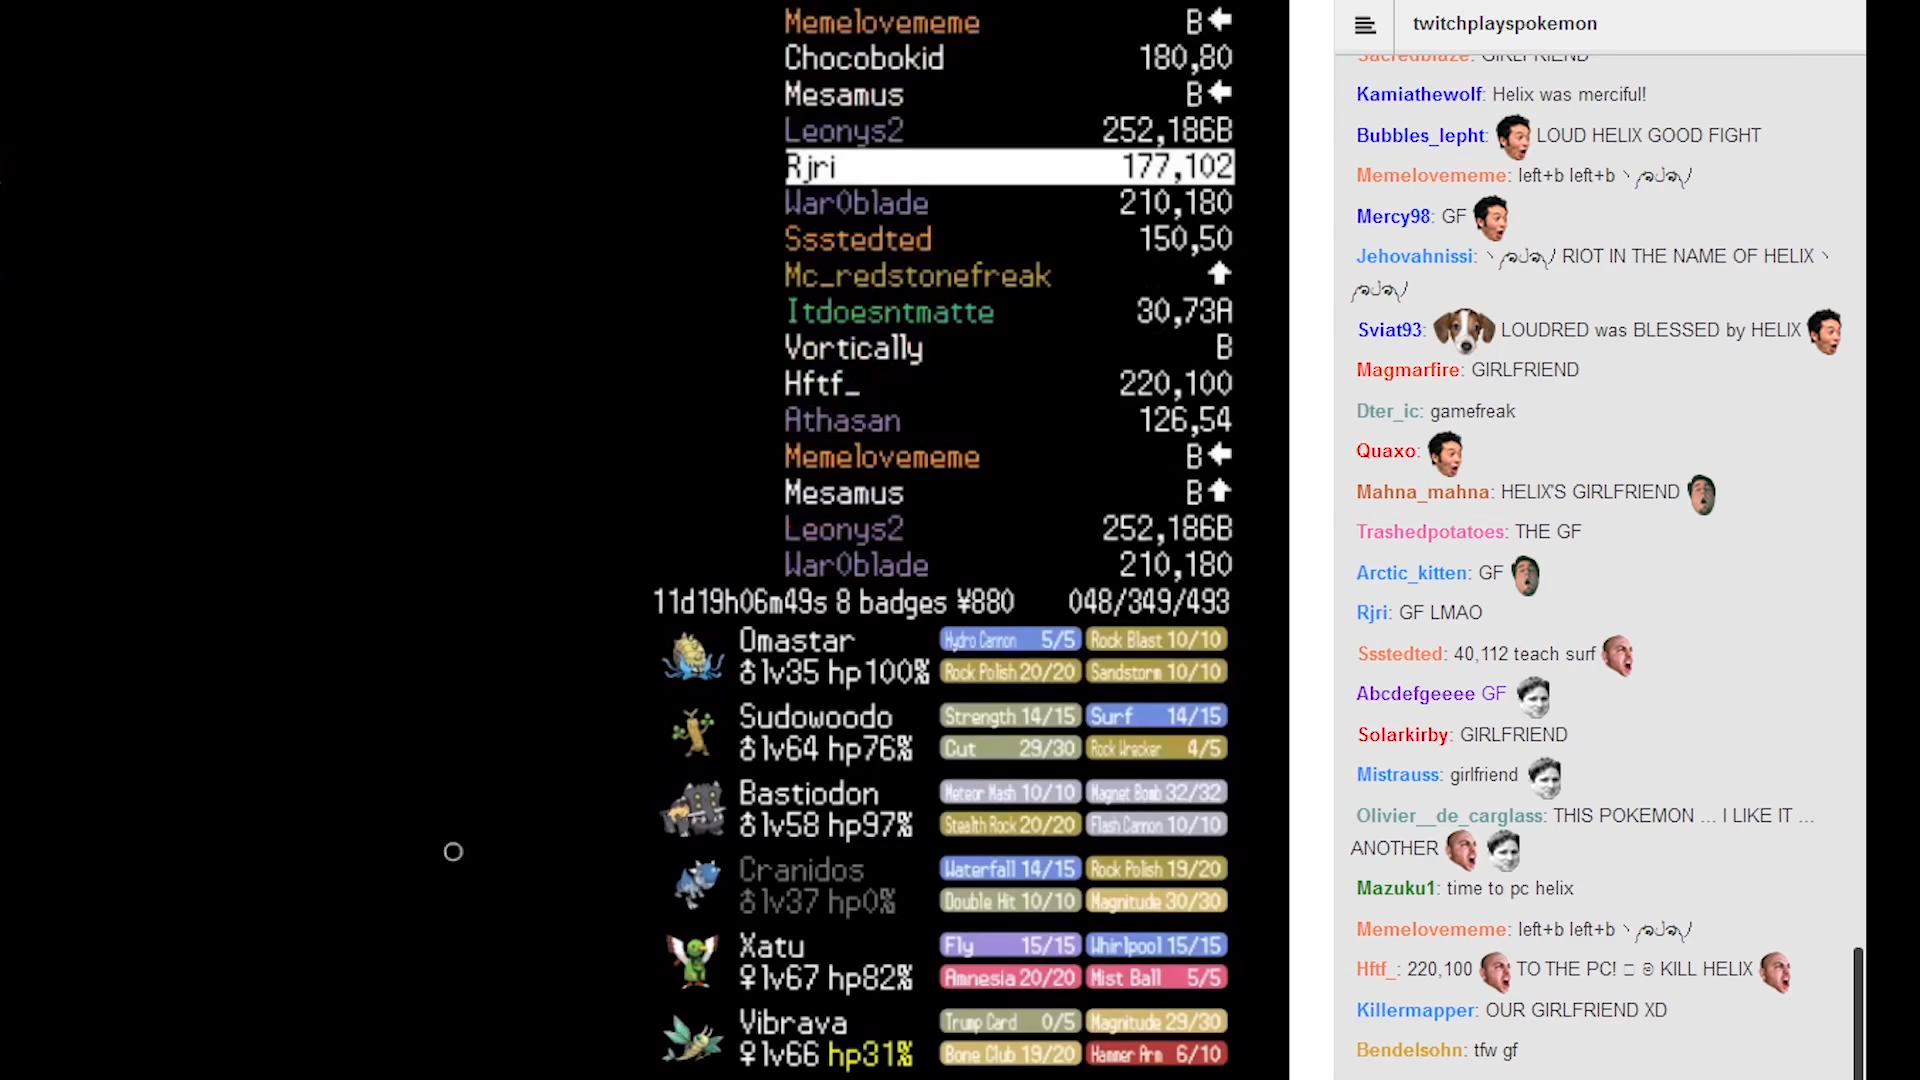 Memelovememe B←
Chocobokid 180,80
Mesamus B←
Leonys2 252,186B
Rjri 177,102
War0blade 210,180
Ssstedted 150,50
Mc_redstonefreak ↑
Itdoesntmatte 30,73A
Vortically B
Hftf_ 220,100
Athasan 126,54
Memelovememe B←
Mesamus B↑
Leonys2 252,186B
War0blade 210,180
11d19h06m49s 8 badges ¥880 048/349/493
Omastar Hydro Cannon 5/5 Rock Blast 10/10
♂lv35 hp100% Rock Polish 20/20 Sandstorm 10/10
Sudowoodo Strength 14/15 Surf 14/15
♂lv64 hp76% Cut 29/30 Rock Wrecker 4/5
Bastiodon Meteor Mash 10/10 Magnet Bomb 32/32
♂lv58 hp97% Stealth Rock 20/20 Flash Cannon 10/10
Cranidos Waterfall 14/15 Rock Polish 19/20
♂lv37 hp0% Double Hit 10/10 Magnitude 30/30
Xatu Fly 15/15 Whirlpool 15/15
♀lv67 hp82% Amnesia 20/20 Mist Ball 5/5
Vibrava Trump Card 0/5 Magnitude 29/30
♀lv66 hp31% Bone Club 19/20 Hammer Arm 6/10
twitchplayspokemon
Sacredblaze: GIRLFRIEND
Kamiathewolf: Helix was merciful!
Bubbles_lepht: LOUD HELIX GOOD FIGHT
Memelovememe: left+b left+b
Mercy98: GF
Jehovahnissi: RIOT IN THE NAME OF HELIX
Sviat93: LOUDRED was BLESSED by HELIX
Magmarfire: GIRLFRIEND
Dter_ic: gamefreak
Quaxo:
Mahna_mahna: HELIX'S GIRLFRIEND
Trashedpotatoes: THE GF
Arctic_kitten: GF
Rjri: GF LMAO
Ssstedted: 40,112 teach surf
Abcdefgeeee GF
Solarkirby: GIRLFRIEND
Mistrauss: girlfriend
Olivier__de_carglass: THIS POKEMON ... I LIKE IT ...
ANOTHER
Mazuku1: time to pc helix
Memelovememe: left+b left+b
Hftf_: 220,100 TO THE PC! KILL HELIX
Killermapper: OUR GIRLFRIEND XD
Bendelsohn: tfw gf